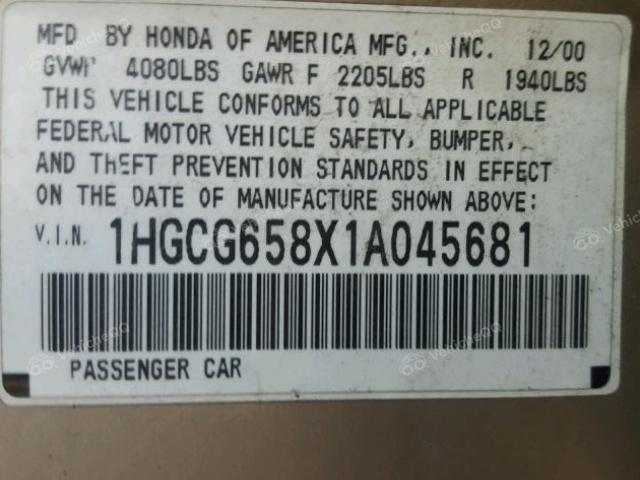 MFD BY HONDA OF AMERICA MFG., INC. 12/00
GVWR 4080LBS GAWR F 2205LBS R 1940LBS
THIS VEHICLE CONFORMS TO ALL APPLICABLE
FEDERAL MOTOR VEHICLE SAFETY, BUMPER,
AND THEFT PREVENTION STANDARDS IN EFFECT
ON THE DATE OF MANUFACTURE SHOWN ABOVE:
V.I.N. 1HGCG658X1A045681
PASSENGER CAR
VehicleQQ